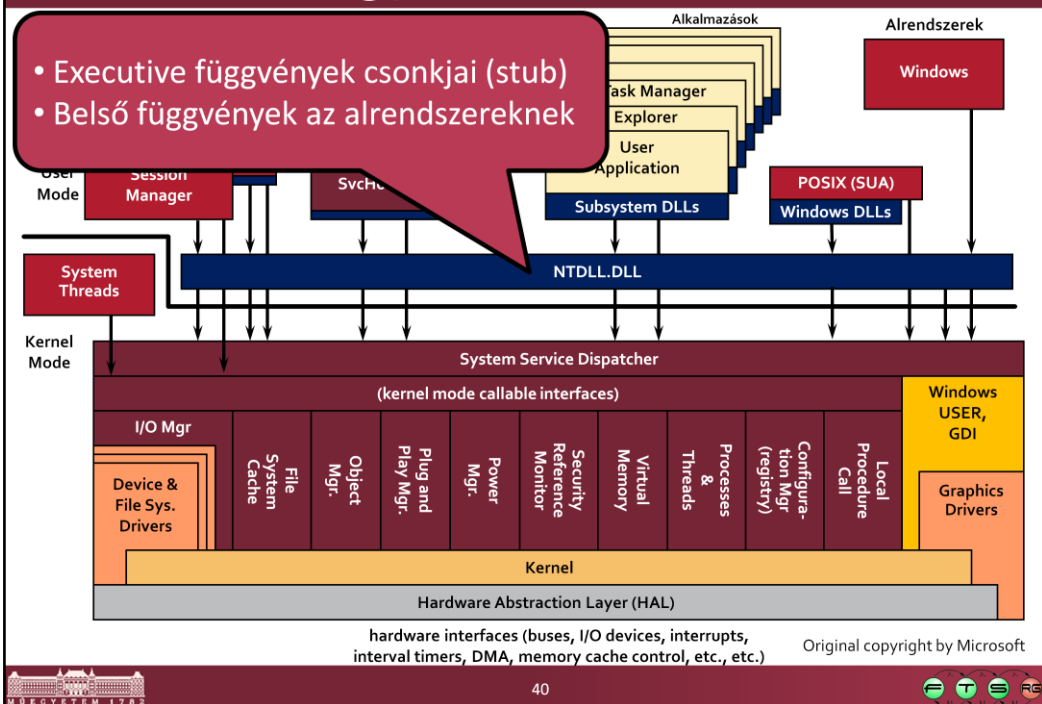 Alkalmazások
Alrendszerek
• Executive függvények csonkjai (stub)
• Belső függvények az alrendszereknek
Windows
Task Manager
Explorer
User
Application
Subsystem DLLs
User
Mode
Session
Manager
POSIX (SUA)
Windows DLLs
System
Threads
NTDLL.DLL
Kernel
Mode
System Service Dispatcher
(kernel mode callable interfaces)
Windows
USER,
GDI
I/O Mgr
Device &
File Sys.
Drivers
File
System
Cache
Object
Mgr.
Plug and
Play Mgr.
Power
Mgr.
Security
Reference
Monitor
Virtual
Memory
Processes
&
Threads
Configura-
tion Mgr
(registry)
Local
Procedure
Call
Graphics
Drivers
Kernel
Hardware Abstraction Layer (HAL)
hardware interfaces (buses, I/O devices, interrupts,
interval timers, DMA, memory cache control, etc., etc.)
Original copyright by Microsoft
MŰEGYETEM 1782
40
F T S RG